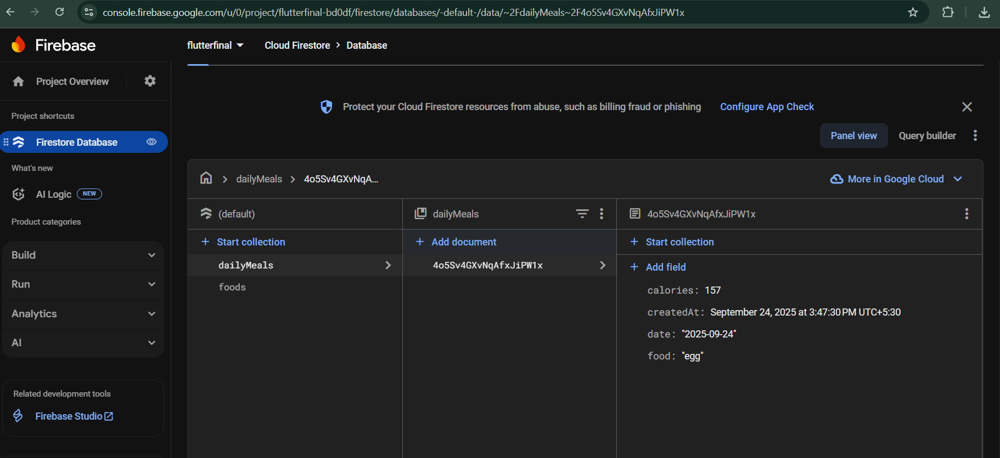 console.firebase.google.com/u/0/project/flutterfinal-bd0df/firestore/databases/-default-/data/~2FdailyMeals~2F4o5Sv4GXvNqAfxJiPW1x
Firebase
flutterfinal
Cloud Firestore > Database
Project Overview
Project shortcuts
Firestore Database
What's new
AI Logic NEW
Product categories
Build
Run
Analytics
AI
Related development tools
Firebase Studio
Protect your Cloud Firestore resources from abuse, such as billing fraud or phishing Configure App Check
Panel view Query builder
dailyMeals > 4o5Sv4GXvNqA...
More in Google Cloud
(default)
+ Start collection
dailyMeals
foods
dailyMeals
+ Add document
4o5Sv4GXvNqAfxJiPW1x
4o5Sv4GXvNqAfxJiPW1x
+ Start collection
+ Add field
calories: 157
createdAt: September 24, 2025 at 3:47:30 PM UTC+5:30
date: "2025-09-24"
food: "egg"